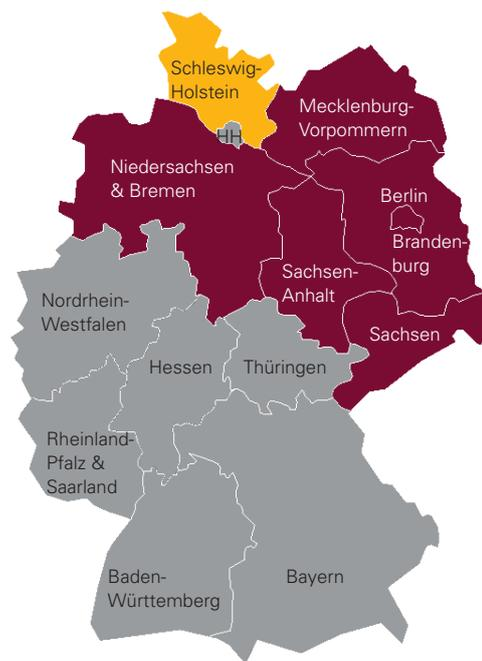 Schleswig-
Holstein
HH
Mecklenburg-
Vorpommern
Niedersachsen
& Bremen
Berlin
Branden-
burg
Sachsen-
Anhalt
Nordrhein-
Westfalen
Sachsen
Hessen
Thüringen
Rheinland-
Pfalz &
Saarland
Baden-
Württemberg
Bayern